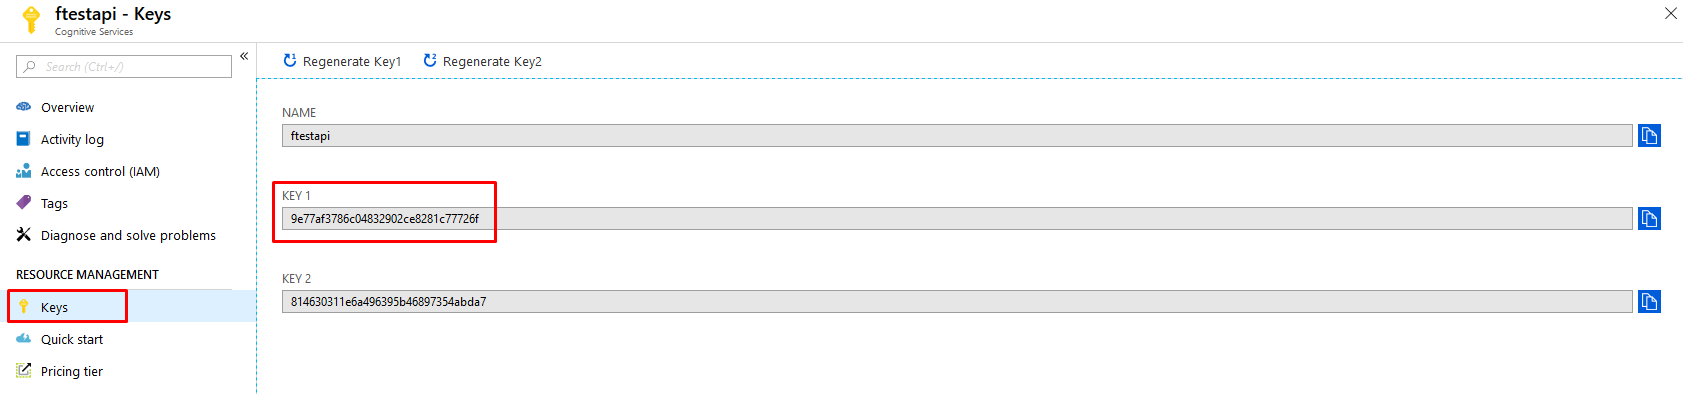 ftestapi - Keys
Cognitive Services
Search (Ctrl+/)
Overview
Activity log
Access control (IAM)
Tags
Diagnose and solve problems
RESOURCE MANAGEMENT
Keys
Quick start
Pricing tier
Regenerate Key1
Regenerate Key2
NAME
ftestapi
KEY 1
9e77af3786c04832902ce8281c77726f
KEY 2
814630311e6a496395b46897354abda7